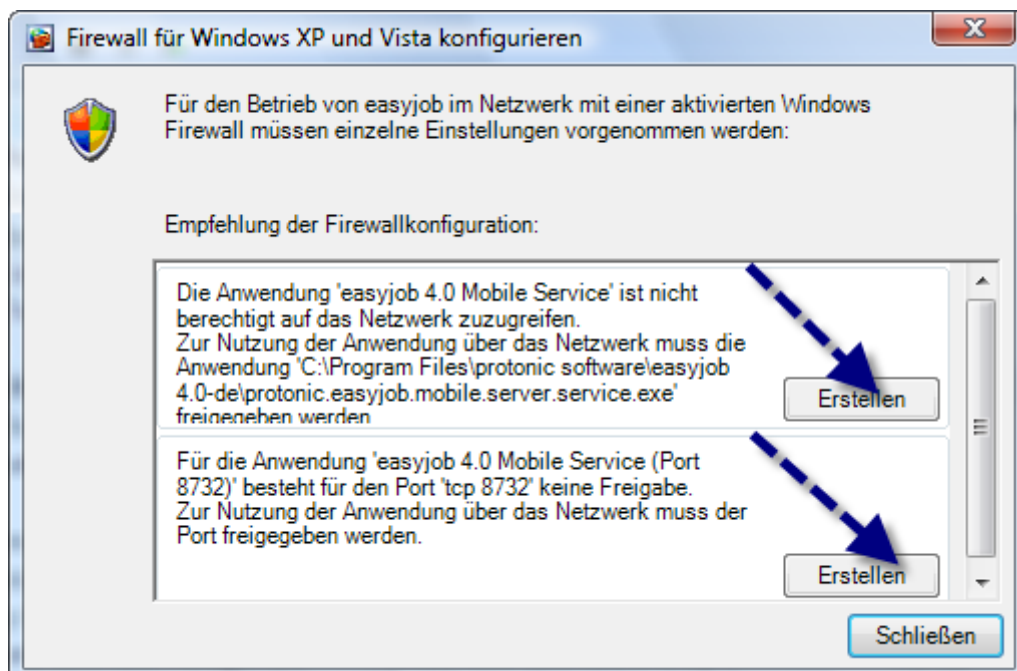 Firewall für Windows XP und Vista konfigurieren
Für den Betrieb von easyjob im Netzwerk mit einer aktivierten Windows
Firewall müssen einzelne Einstellungen vorgenommen werden:
Empfehlung der Firewallkonfiguration:
Die Anwendung 'easyjob 4.0 Mobile Service' ist nicht
berechtigt auf das Netzwerk zuzugreifen.
Zur Nutzung der Anwendung über das Netzwerk muss die
Anwendung 'C:\Program Files\protonic software\easyjob
4.0-de\protonic.easyjob.mobile.server.service.exe'
freigegeben werden
Erstellen
Für die Anwendung 'easyjob 4.0 Mobile Service (Port
8732)' besteht für den Port 'tcp 8732' keine Freigabe.
Zur Nutzung der Anwendung über das Netzwerk muss der
Port freigegeben werden.
Erstellen
Schließen